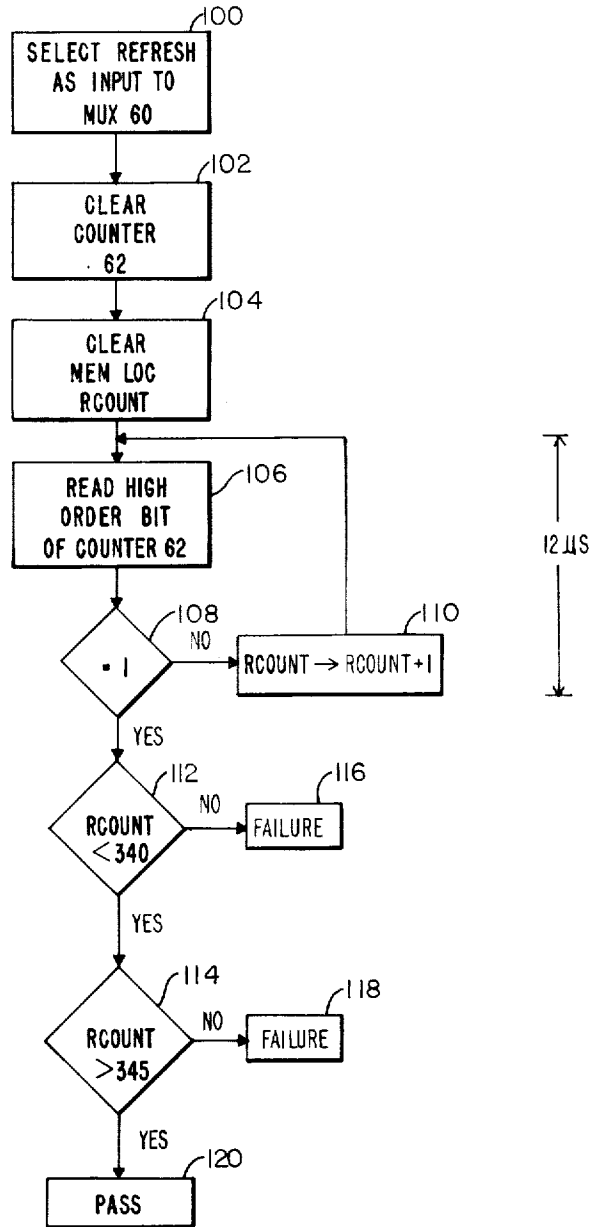 100
SELECT REFRESH
AS INPUT TO
MUX 60
102
CLEAR
COUNTER
62
104
CLEAR
MEM LOC
RCOUNT
106
READ HIGH
ORDER BIT
OF COUNTER 62
12 µS
108
= 1
NO
110
RCOUNT → RCOUNT+1
YES
112
RCOUNT
< 340
NO
116
FAILURE
YES
114
RCOUNT
> 345
NO
118
FAILURE
YES
120
PASS